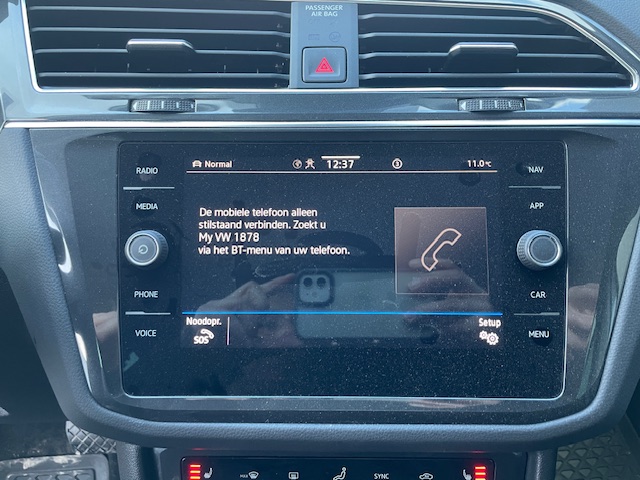 PASSENGER
AIR BAG
RADIO
MEDIA
PHONE
VOICE
Normal
12:37
11.0°C
De mobiele telefoon alleen
stilstaand verbinden. Zoekt u
My VW 1878
via het BT-menu van uw telefoon.
Noodopr.
SOS
Setup
NAV
APP
CAR
MENU
MAX
SYNC